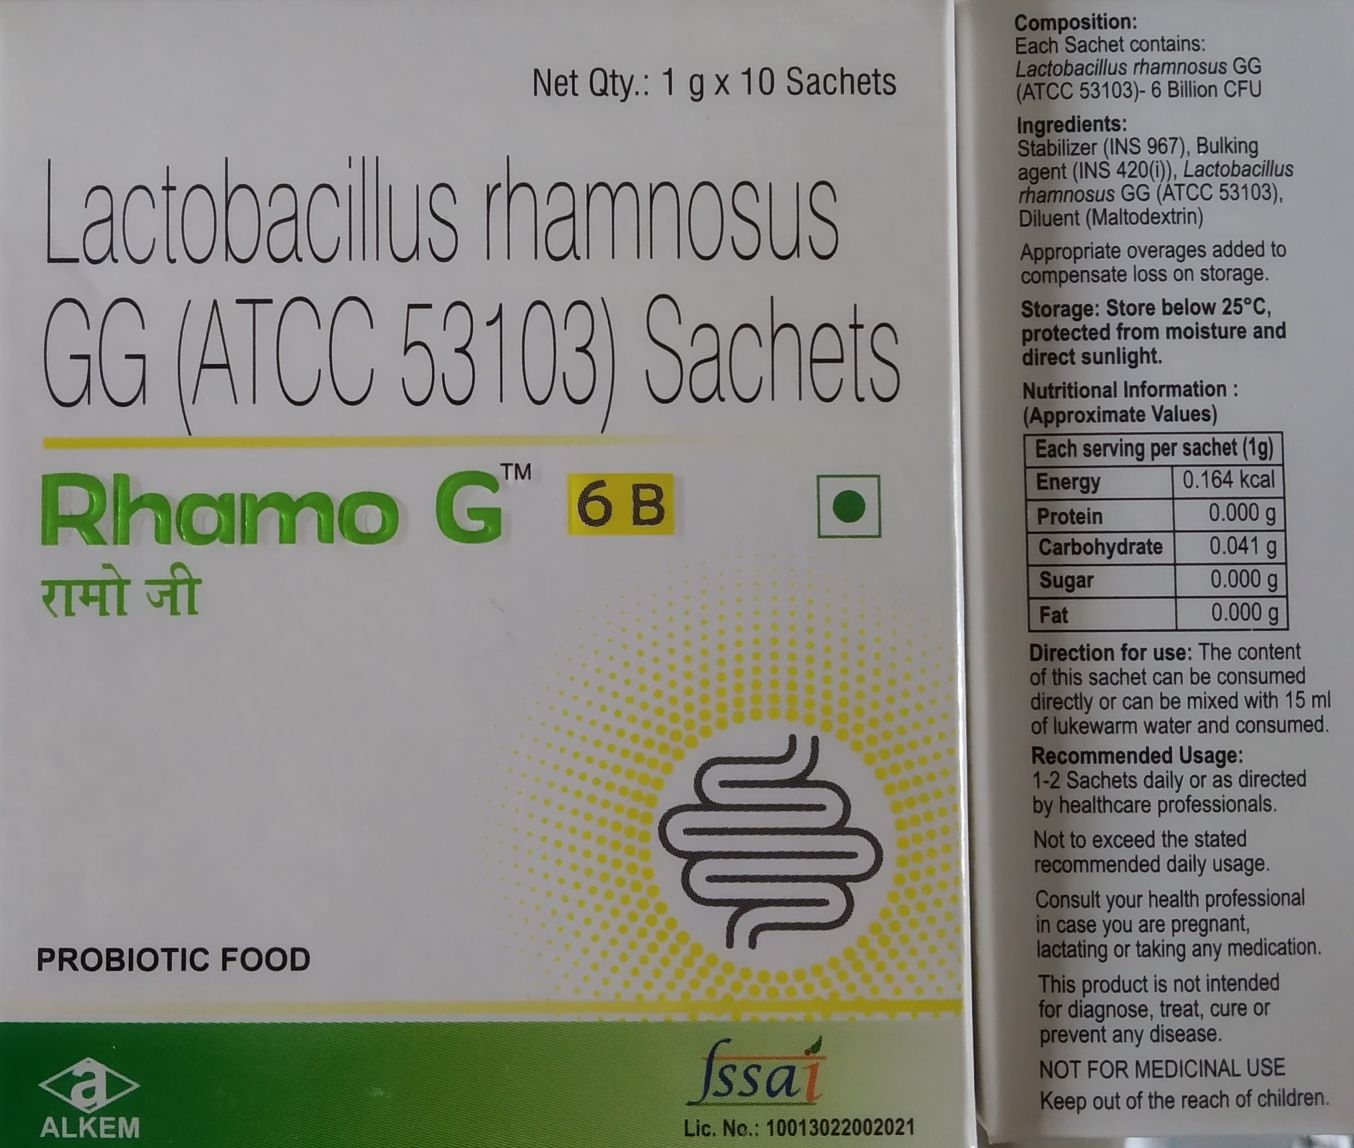 Net Qty.: 1 g x 10 Sachets
Lactobacillus rhamnosus
GG (ATCC 53103) Sachets
Rhamo G™ 6 B
रामो जी
PROBIOTIC FOOD
a
ALKEM
fssai
Lic. No.: 10013022002021
Composition:
Each Sachet contains:
Lactobacillus rhamnosus GG
(ATCC 53103)- 6 Billion CFU
Ingredients:
Stabilizer (INS 967), Bulking
agent (INS 420(i)), Lactobacillus
rhamnosus GG (ATCC 53103),
Diluent (Maltodextrin)
Appropriate overages added to
compensate loss on storage.
Storage: Store below 25°C,
protected from moisture and
direct sunlight.
Nutritional Information :
(Approximate Values)
Each serving per sachet (1g)
Energy 0.164 kcal
Protein 0.000 g
Carbohydrate 0.041 g
Sugar 0.000 g
Fat 0.000 g
Direction for use: The content
of this sachet can be consumed
directly or can be mixed with 15 ml
of lukewarm water and consumed.
Recommended Usage:
1-2 Sachets daily or as directed
by healthcare professionals.
Not to exceed the stated
recommended daily usage.
Consult your health professional
in case you are pregnant,
lactating or taking any medication.
This product is not intended
for diagnose, treat, cure or
prevent any disease.
NOT FOR MEDICINAL USE
Keep out of the reach of children.